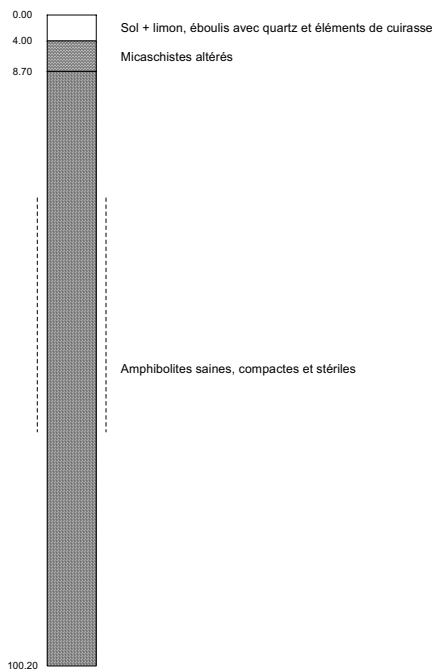 0.00
Sol + limon, éboulis avec quartz et éléments de cuirasse
4.00
Micaschistes altérés
8.70
Amphibolites saines, compactes et stériles
100.20